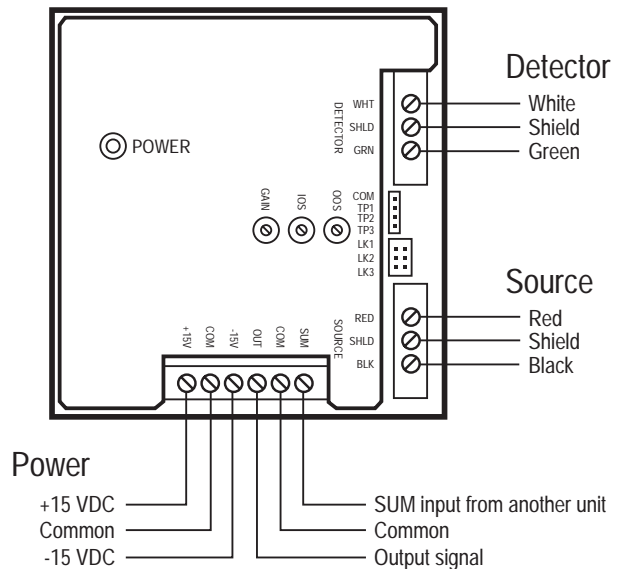 Detector
WHT
White
DETECTOR
SHLD
Shield
GRN
Green
POWER
GAIN
IOS
OOS
COM
TP1
TP2
TP3
LK1
LK2
LK3
Source
RED
Red
SOURCE
SHLD
Shield
BLK
Black
+15V
COM
-15V
OUT
COM
SUM
Power
+15 VDC
SUM input from another unit
Common
Common
-15 VDC
Output signal